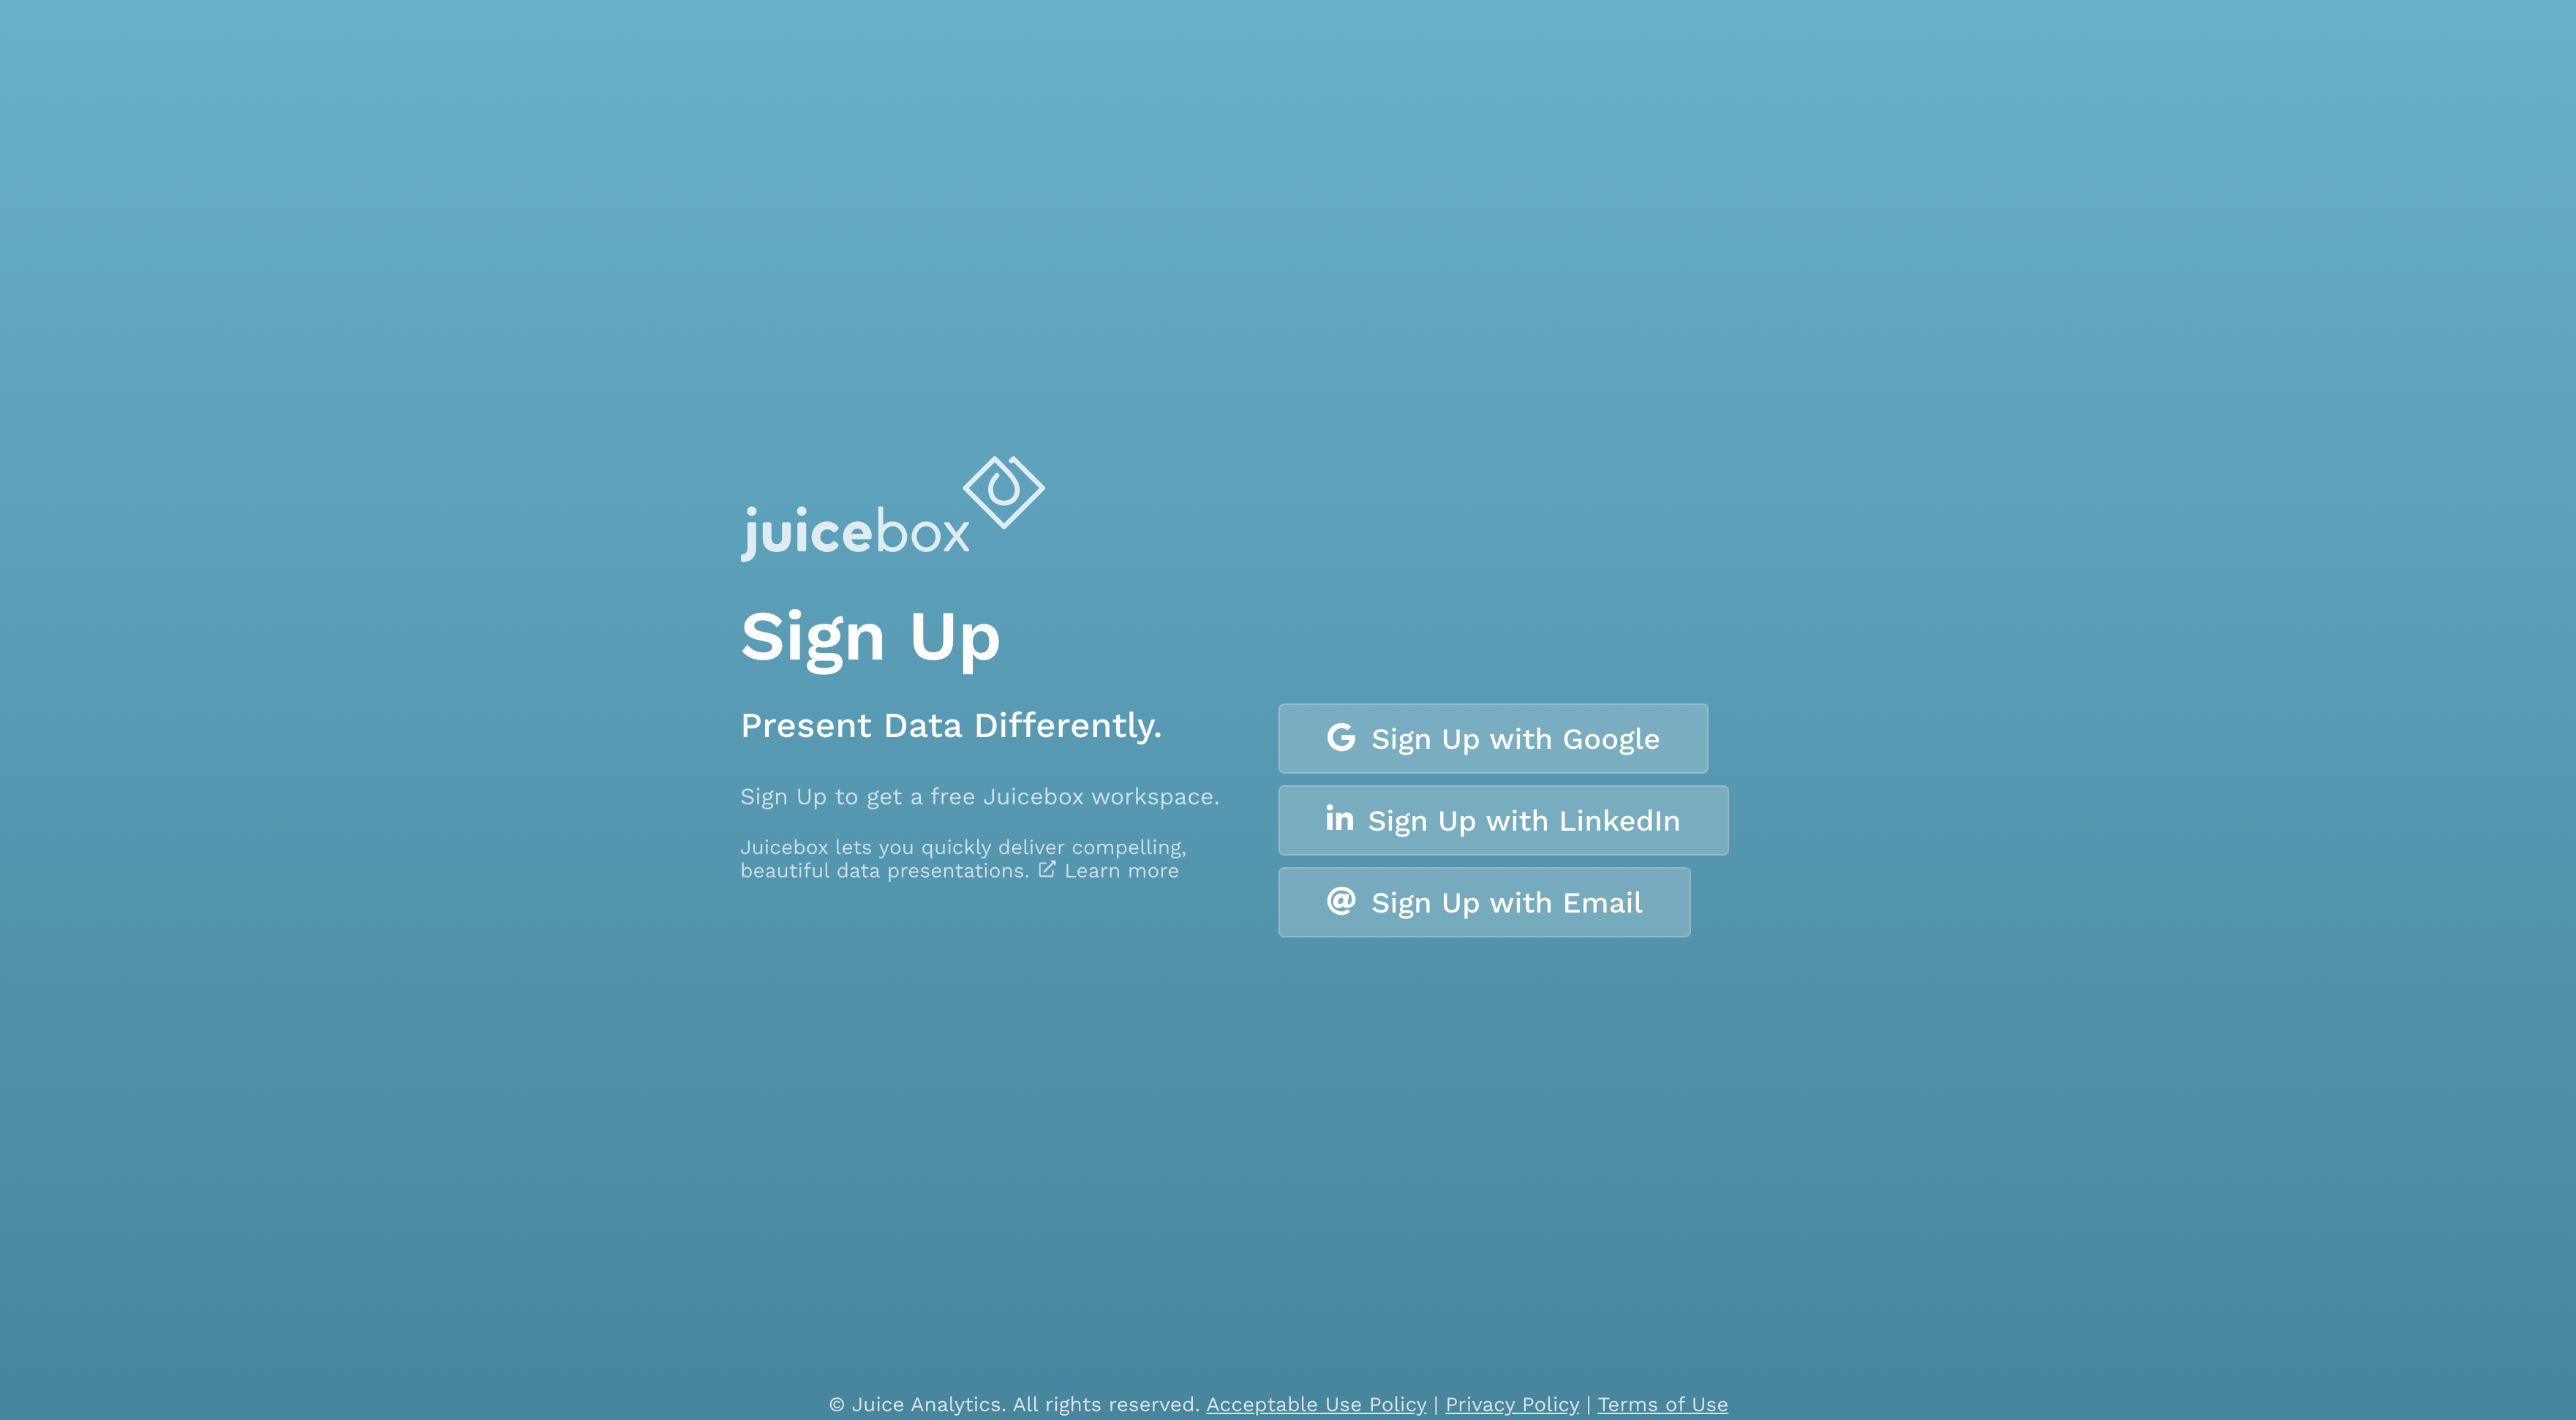 juicebox
Sign Up
Present Data Differently.
Sign Up to get a free Juicebox workspace.
Juicebox lets you quickly deliver compelling,
beautiful data presentations. Learn more
Sign Up with Google
Sign Up with LinkedIn
Sign Up with Email
© Juice Analytics. All rights reserved. Acceptable Use Policy | Privacy Policy | Terms of Use